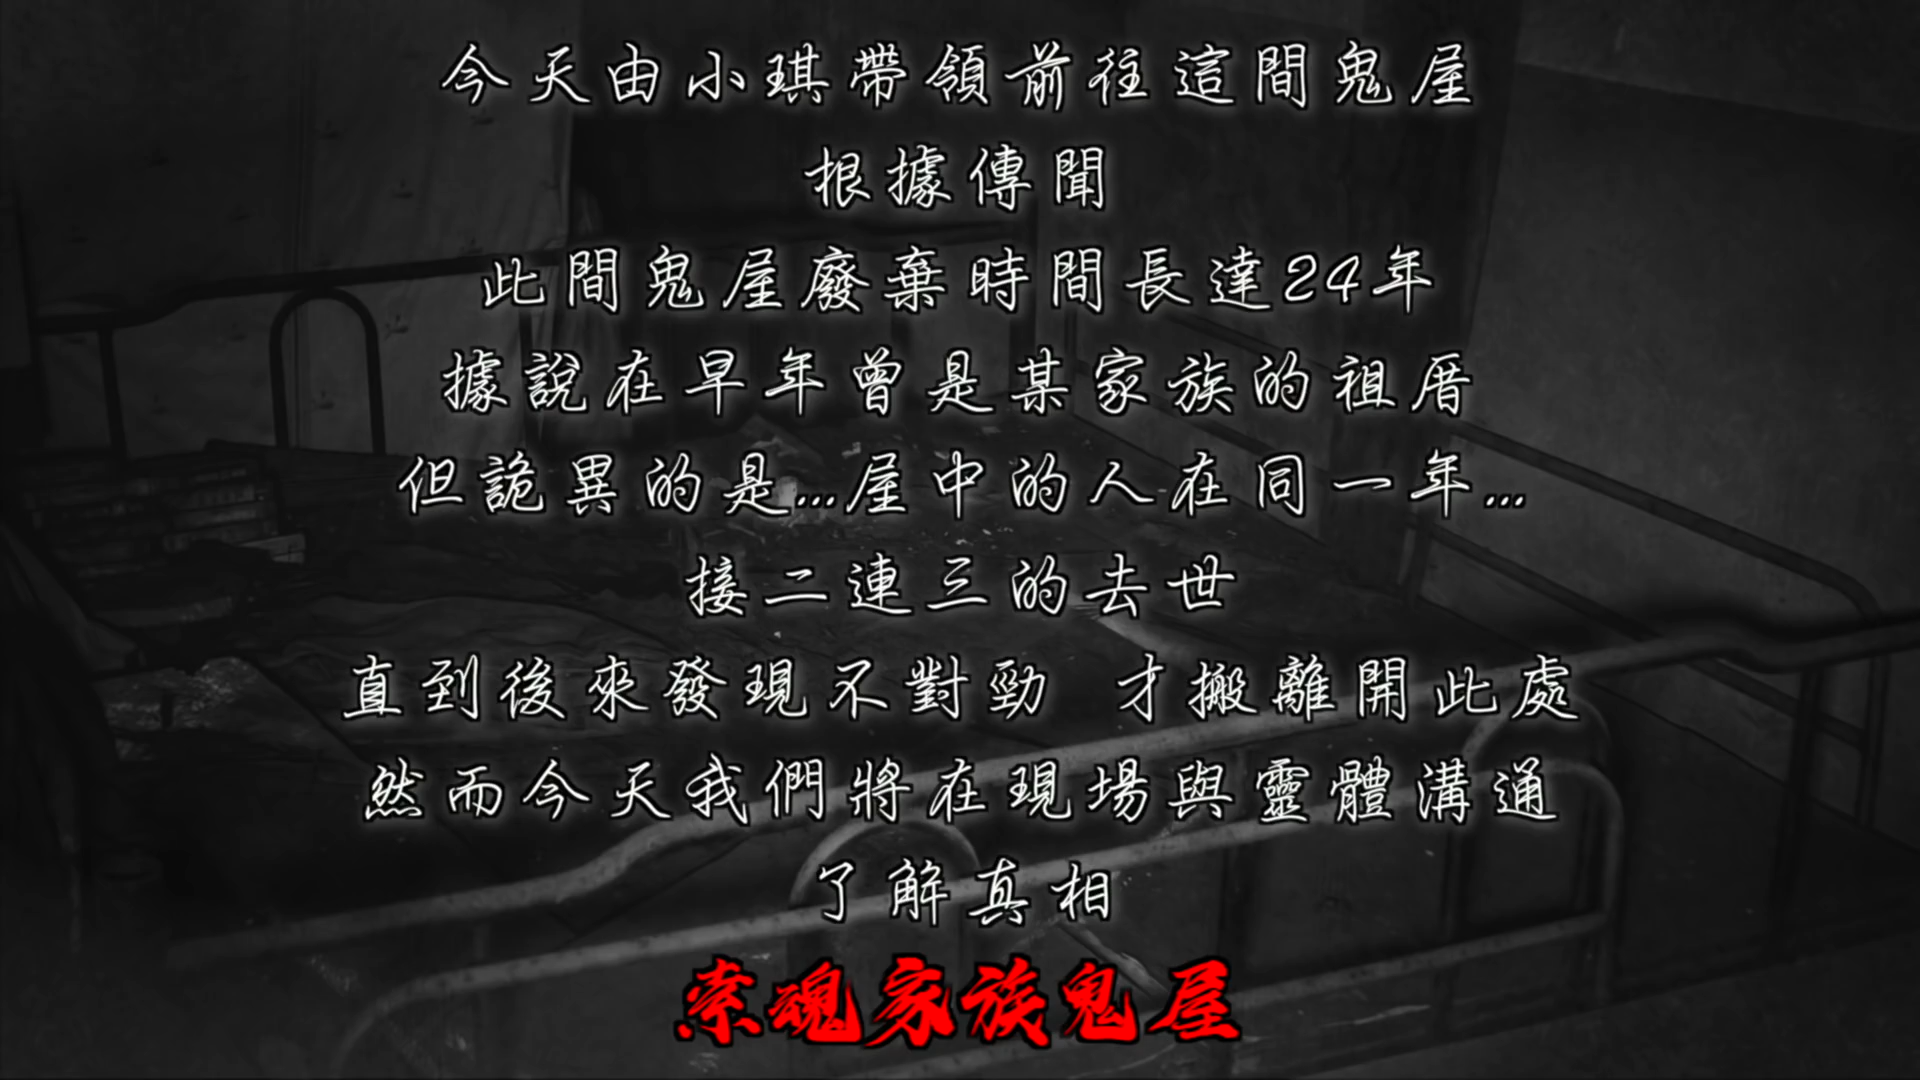 今天由小琪帶領前往這間鬼屋
根據傳聞
此間鬼屋廢棄時間長達24年
據說在早年曾是某家族的祖厝
但詭異的是...屋中的人在同一年...
接二連三的去世
直到後來發現不對勁 才搬離開此處
然而今天我們將在現場與靈體溝通
了解真相
索魂家族鬼屋